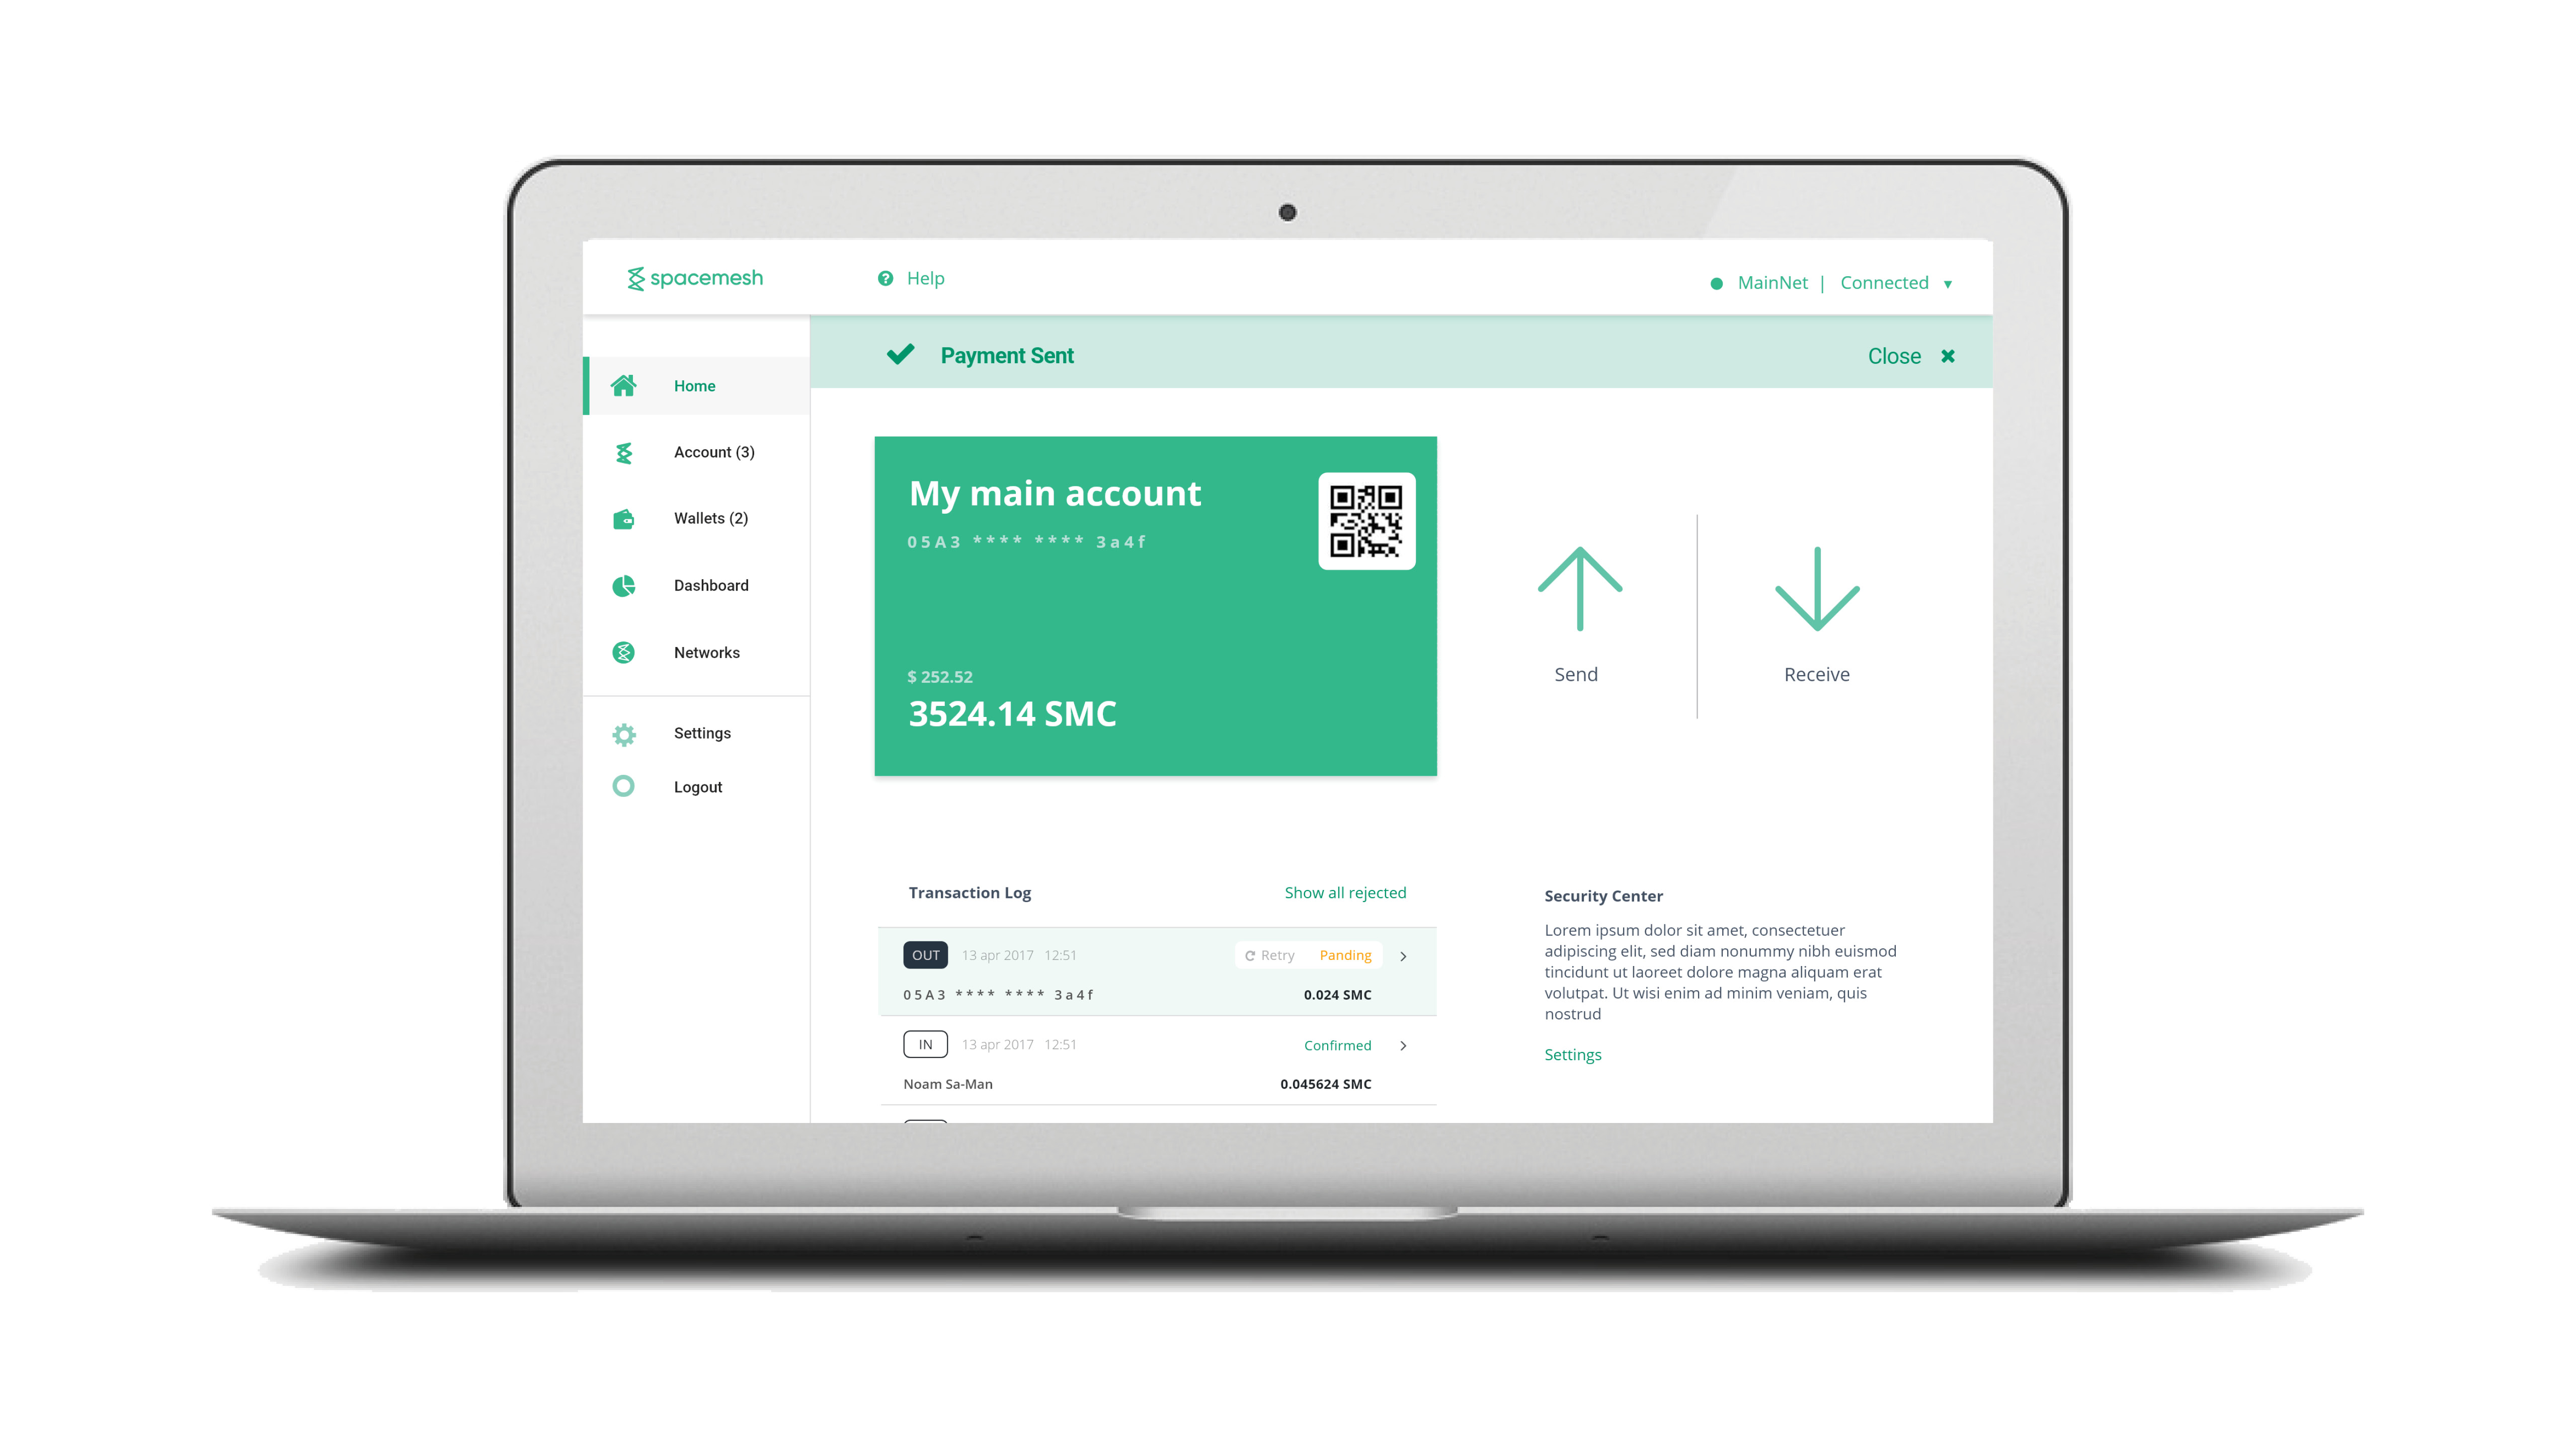 spacemesh
Help
MainNet | Connected
Payment Sent
Close
Home
Account (3)
Wallets (2)
Dashboard
Networks
Settings
Logout
My main account
05A3 **** **** 3a4f
$ 252.52
3524.14 SMC
Send
Receive
Transaction Log
Show all rejected
OUT 13 apr 2017 12:51 Retry Panding
05A3 **** **** 3a4f 0.024 SMC
IN 13 apr 2017 12:51 Confirmed
Noam Sa-Man 0.045624 SMC
Security Center
Lorem ipsum dolor sit amet, consectetuer
adipiscing elit, sed diam nonummy nibh euismod
tincidunt ut laoreet dolore magna aliquam erat
volutpat. Ut wisi enim ad minim veniam, quis
nostrud
Settings